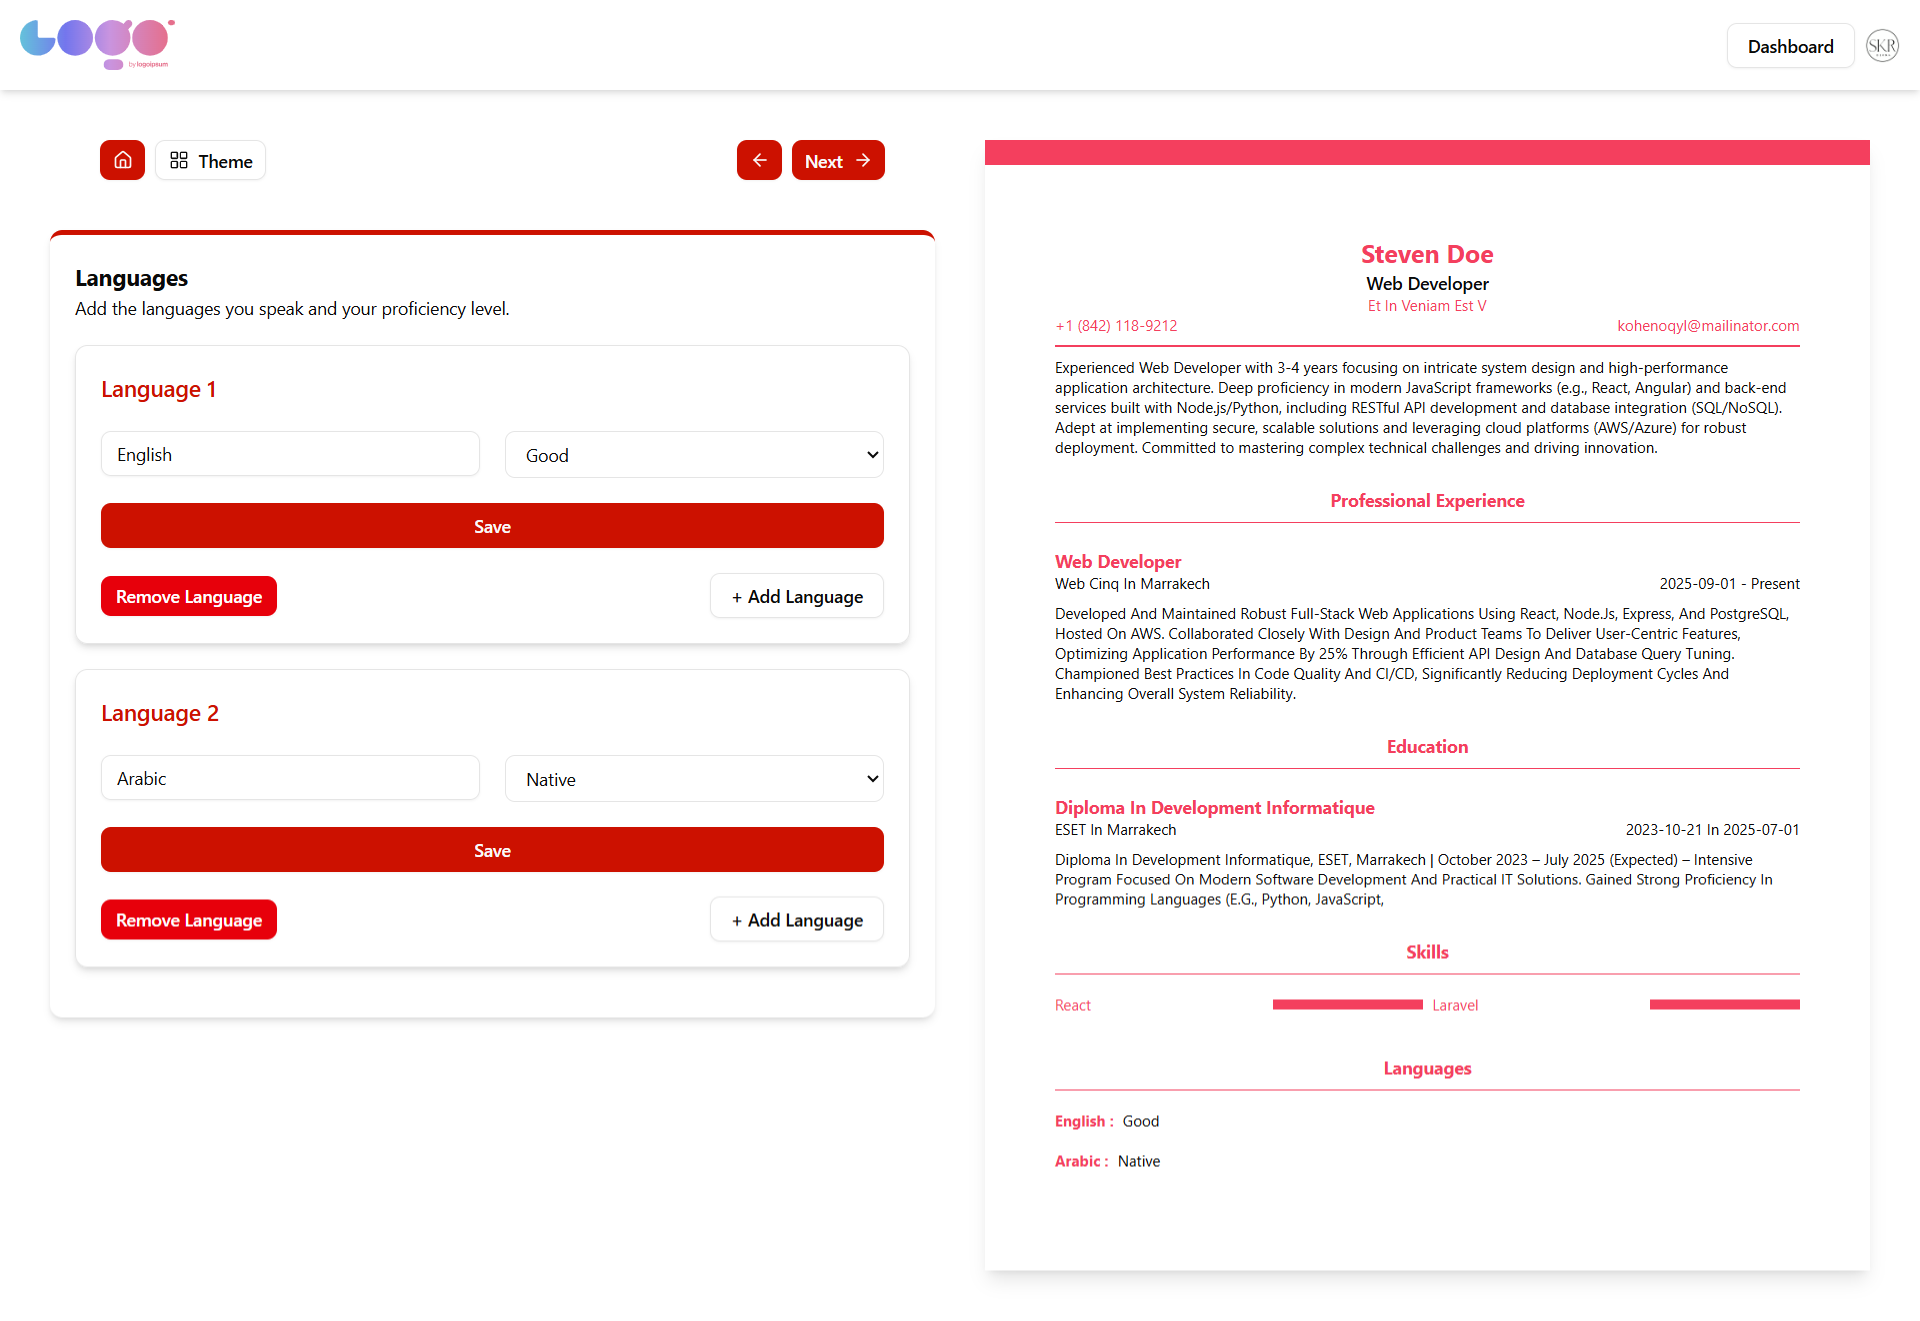 Logo
by logoipsum
Dashboard
SKR
Theme
Next
Languages
Add the languages you speak and your proficiency level.
Language 1
English
Good
Save
Remove Language
+ Add Language
Language 2
Arabic
Native
Save
Remove Language
+ Add Language
Steven Doe
Web Developer
Et In Veniam Est V
+1 (842) 118-9212
kohenoqyl@mailinator.com
Experienced Web Developer with 3-4 years focusing on intricate system design and high-performance
application architecture. Deep proficiency in modern JavaScript frameworks (e.g., React, Angular) and back-end
services built with Node.js/Python, including RESTful API development and database integration (SQL/NoSQL).
Adept at implementing secure, scalable solutions and leveraging cloud platforms (AWS/Azure) for robust
deployment. Committed to mastering complex technical challenges and driving innovation.
Professional Experience
Web Developer
Web Cinq In Marrakech
2025-09-01 - Present
Developed And Maintained Robust Full-Stack Web Applications Using React, Node.Js, Express, And PostgreSQL,
Hosted On AWS. Collaborated Closely With Design And Product Teams To Deliver User-Centric Features,
Optimizing Application Performance By 25% Through Efficient API Design And Database Query Tuning.
Championed Best Practices In Code Quality And CI/CD, Significantly Reducing Deployment Cycles And
Enhancing Overall System Reliability.
Education
Diploma In Development Informatique
ESET In Marrakech
2023-10-21 In 2025-07-01
Diploma In Development Informatique, ESET, Marrakech | October 2023 – July 2025 (Expected) – Intensive
Program Focused On Modern Software Development And Practical IT Solutions. Gained Strong Proficiency In
Programming Languages (E.G., Python, JavaScript,
Skills
React
Laravel
Languages
English : Good
Arabic : Native